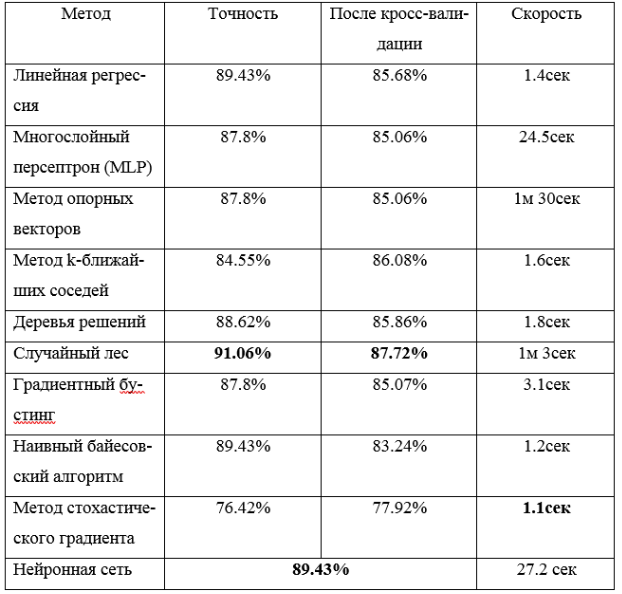 Метод Точность После кросс-вали-
дации Скорость
Линейная регрес- 89.43% 85.68% 1.4сек
сия
Многослойный 87.8% 85.06% 24.5сек
персептрон (MLP)
Метод опорных 87.8% 85.06% 1м 30сек
векторов
Метод k-ближай- 84.55% 86.08% 1.6сек
ших соседей
Деревья решений 88.62% 85.86% 1.8сек
Случайный лес 91.06% 87.72% 1м 3сек
Градиентный бу- 87.8% 85.07% 3.1сек
стинг
Наивный байесов- 89.43% 83.24% 1.2сек
ский алгоритм
Метод стохастиче- 76.42% 77.92% 1.1сек
ского градиента
Нейронная сеть 89.43% 27.2 сек